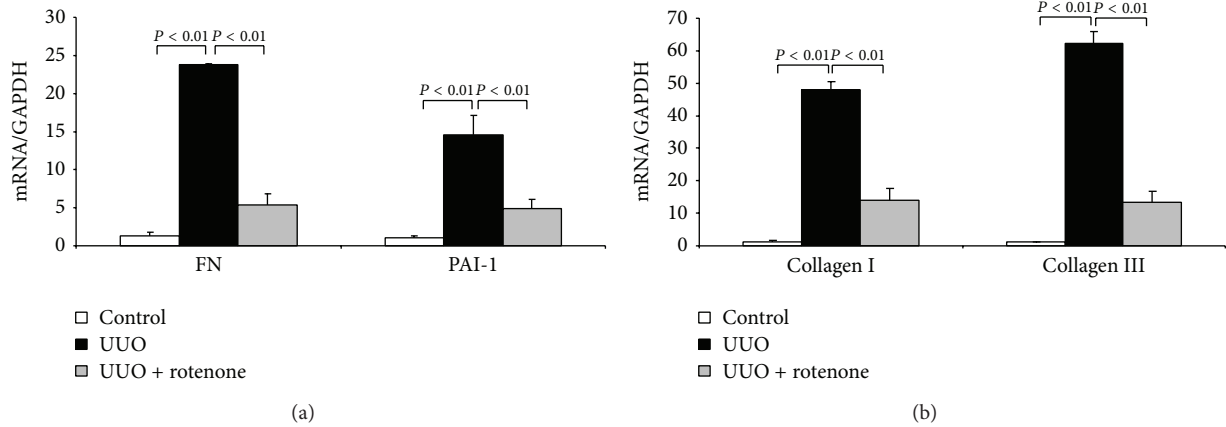 30
25
20
15
10
5
0
mRNA/GAPDH
P < 0.01 P < 0.01
P < 0.01 P < 0.01
FN PAI-1
Control
UUO
UUO + rotenone
(a)
70
60
50
40
30
20
10
0
mRNA/GAPDH
P < 0.01 P < 0.01
P < 0.01 P < 0.01
Collagen I Collagen III
Control
UUO
UUO + rotenone
(b)